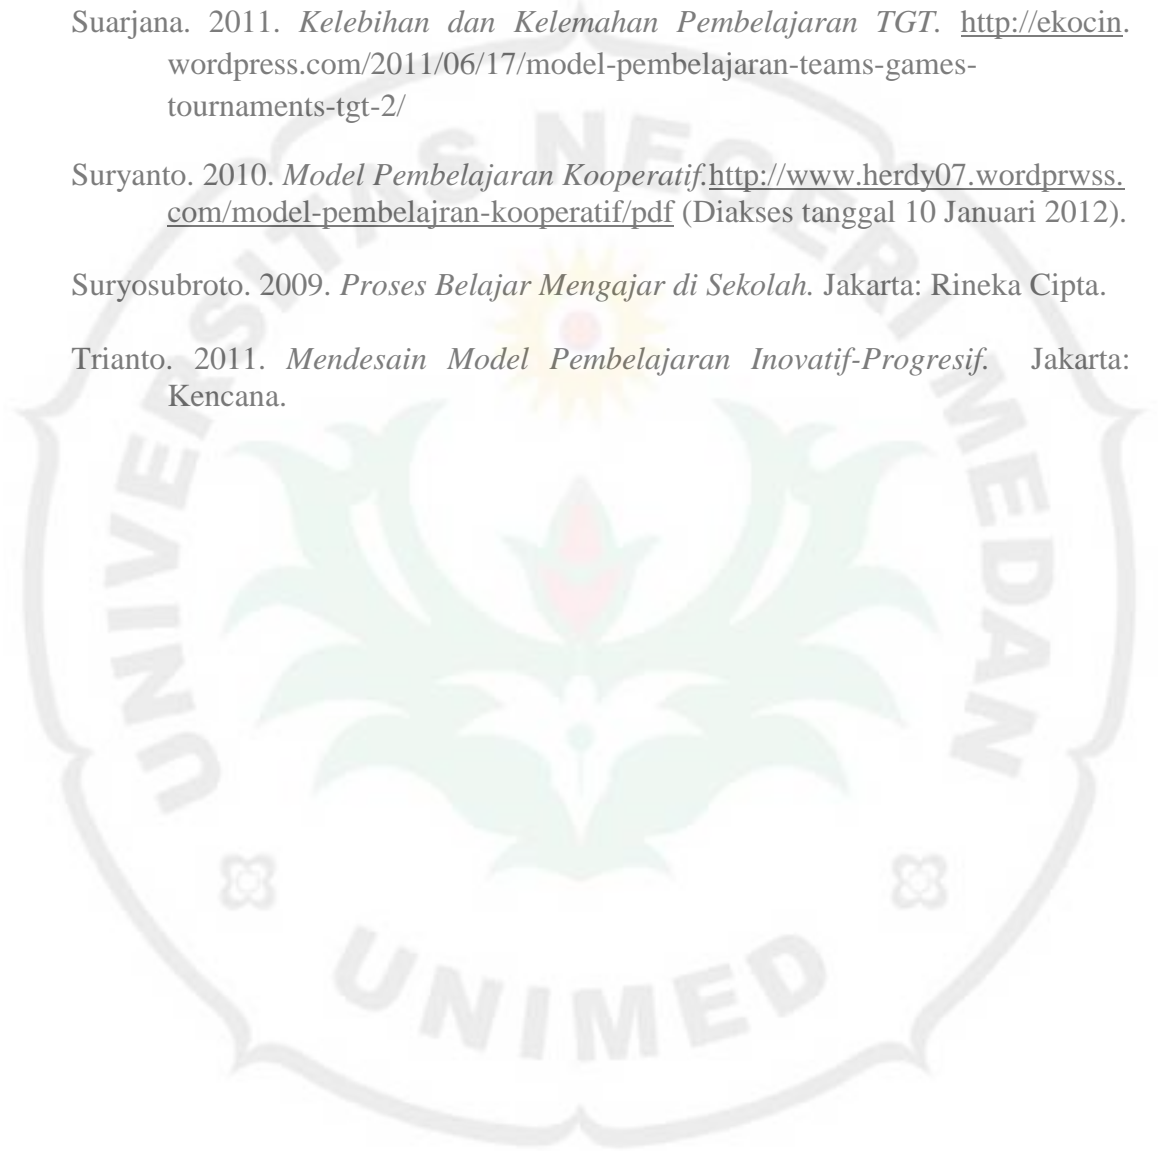 Suarjana. 2011. Kelebihan dan Kelemahan Pembelajaran TGT. http://ekocin.
wordpress.com/2011/06/17/model-pembelajaran-teams-games-
tournaments-tgt-2/
Suryanto. 2010. Model Pembelajaran Kooperatif.http://www.herdy07.wordprwss.
com/model-pembelajran-kooperatif/pdf (Diakses tanggal 10 Januari 2012).
Suryosubroto. 2009. Proses Belajar Mengajar di Sekolah. Jakarta: Rineka Cipta.
Trianto. 2011. Mendesain Model Pembelajaran Inovatif-Progresif. Jakarta:
Kencana.
UNIVERSITAS NEGERI MEDAN
UNIMED